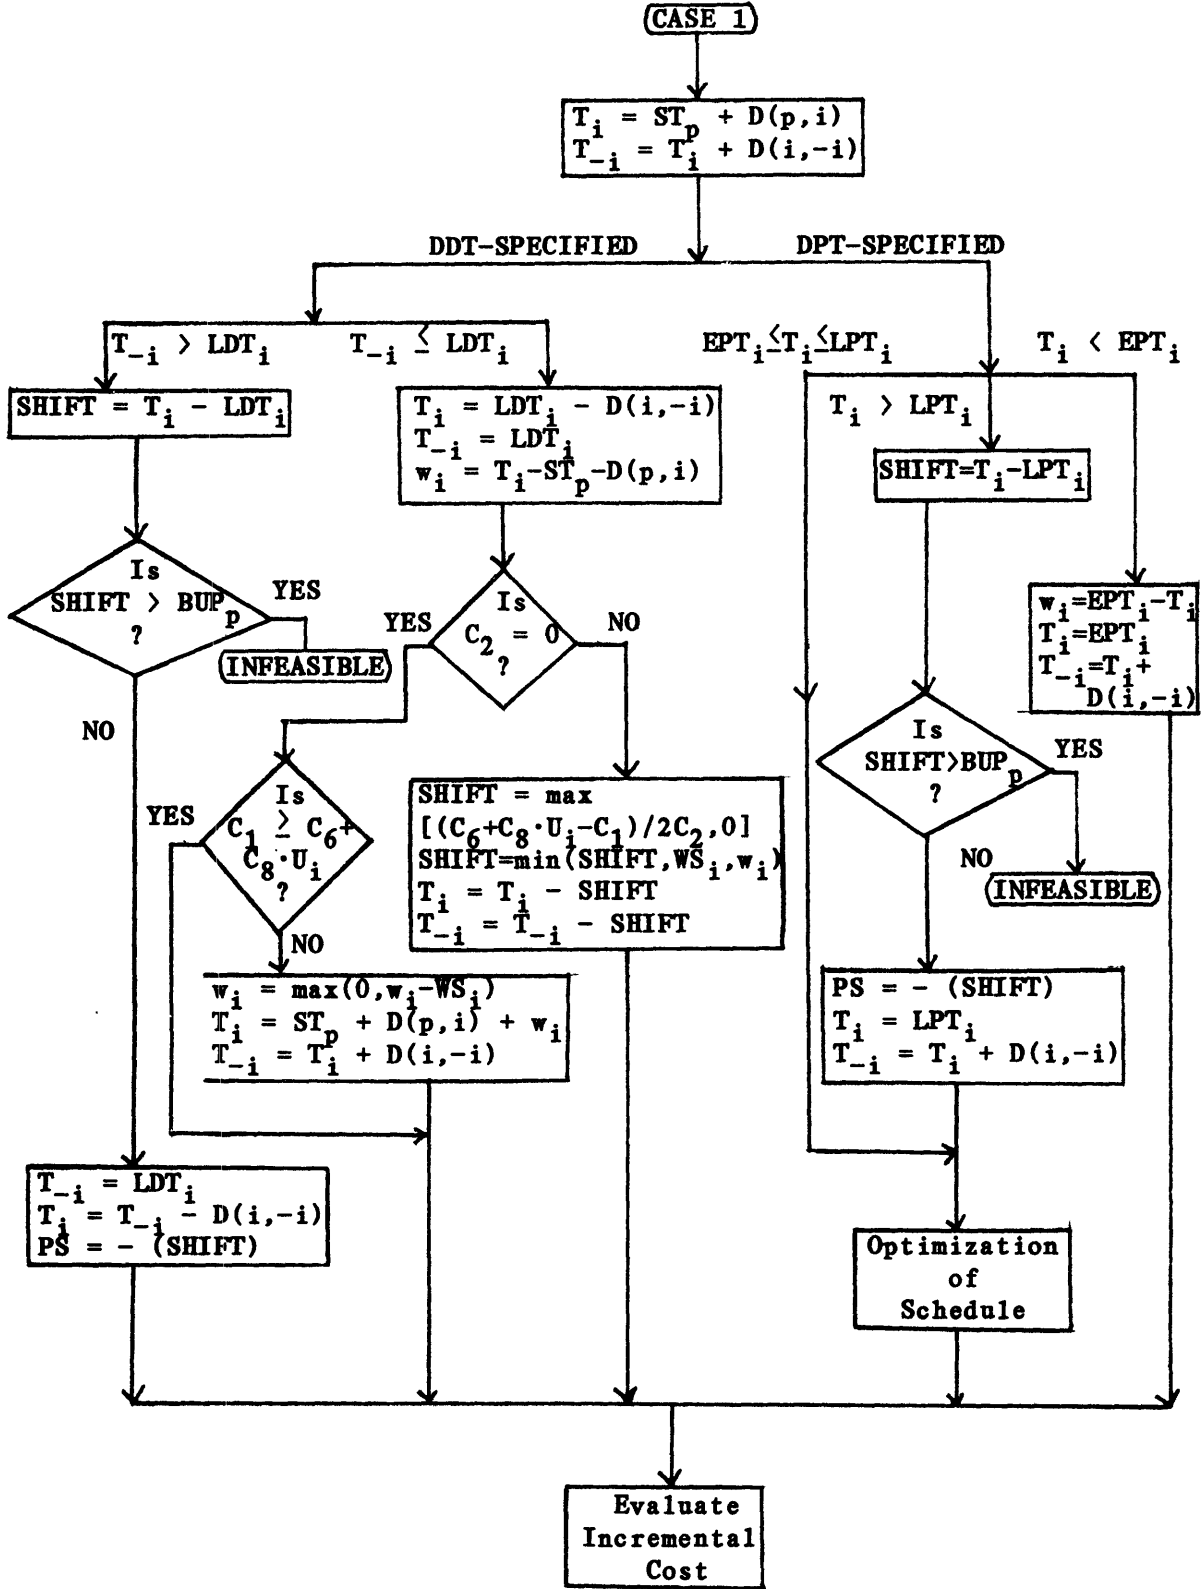 (CASE 1)
T_i = ST_p + D(p,i)
T_-i = T_i + D(i,-i)
DDT-SPECIFIED
DPT-SPECIFIED
T_-i > LDT_i
T_-i ≤ LDT_i
EPT_i≤T_i≤LPT_i
T_i < EPT_i
T_i > LPT_i
SHIFT = T_i - LDT_i
T_i = LDT_i - D(i,-i)
T_-i = LDT_i
w_i = T_i-ST_p-D(p,i)
SHIFT=T_i-LPT_i
Is
SHIFT > BUP_p
?
YES
(INFEASIBLE)
NO
Is
C_2 = 0
?
YES
NO
w_i=EPT_i-T_i
T_i=EPT_i
T_-i=T_i+
D(i,-i)
Is
SHIFT>BUP_p
?
YES
NO
(INFEASIBLE)
Is
C_1 ≥ C_6+
C_8·U_i
?
YES
NO
SHIFT = max
[(C_6+C_8·U_i-C_1)/2C_2,0]
SHIFT=min(SHIFT,WS_i,w_i)
T_i = T_i - SHIFT
T_-i = T_-i - SHIFT
w_i = max(0,w_i-WS_i)
T_i = ST_p + D(p,i) + w_i
T_-i = T_i + D(i,-i)
PS = - (SHIFT)
T_i = LPT_i
T_-i = T_i + D(i,-i)
T_-i = LDT_i
T_i = T_-i - D(i,-i)
PS = - (SHIFT)
Optimization
of
Schedule
Evaluate
Incremental
Cost